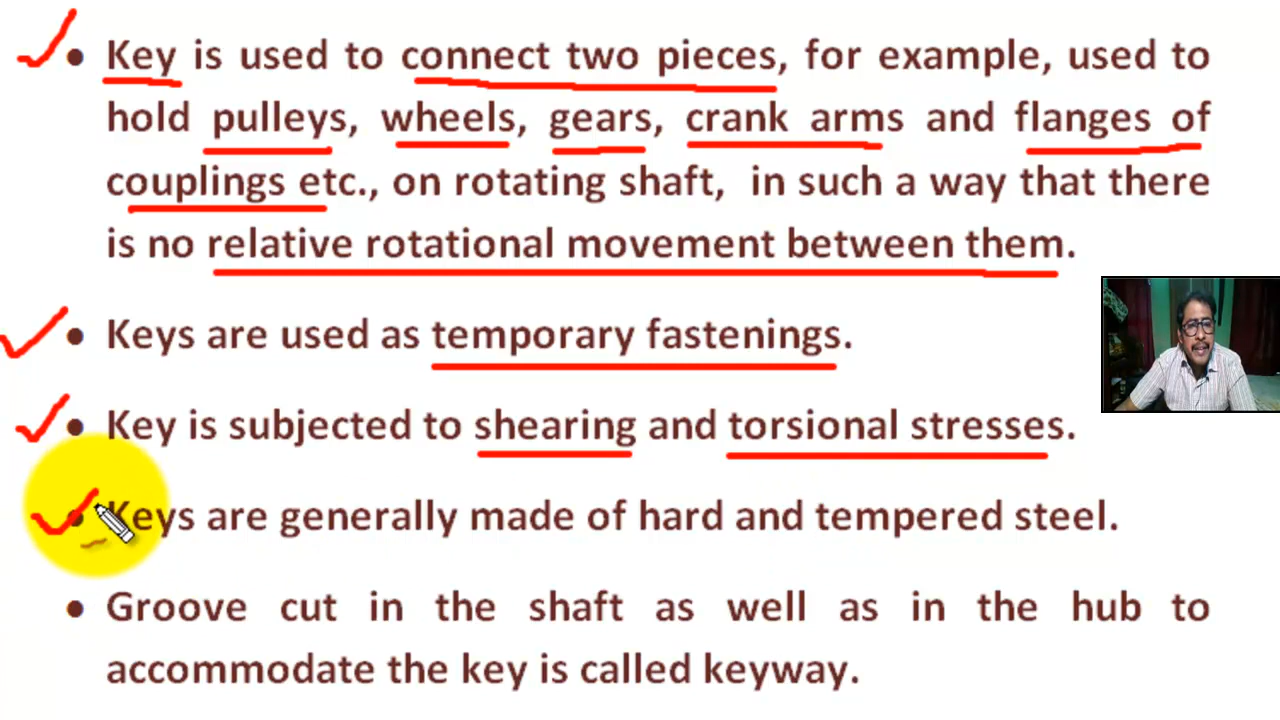 • Key is used to connect two pieces, for example, used to
hold pulleys, wheels, gears, crank arms and flanges of
couplings etc., on rotating shaft, in such a way that there
is no relative rotational movement between them.
• Keys are used as temporary fastenings.
• Key is subjected to shearing and torsional stresses.
• Keys are generally made of hard and tempered steel.
• Groove cut in the shaft as well as in the hub to
accommodate the key is called keyway.